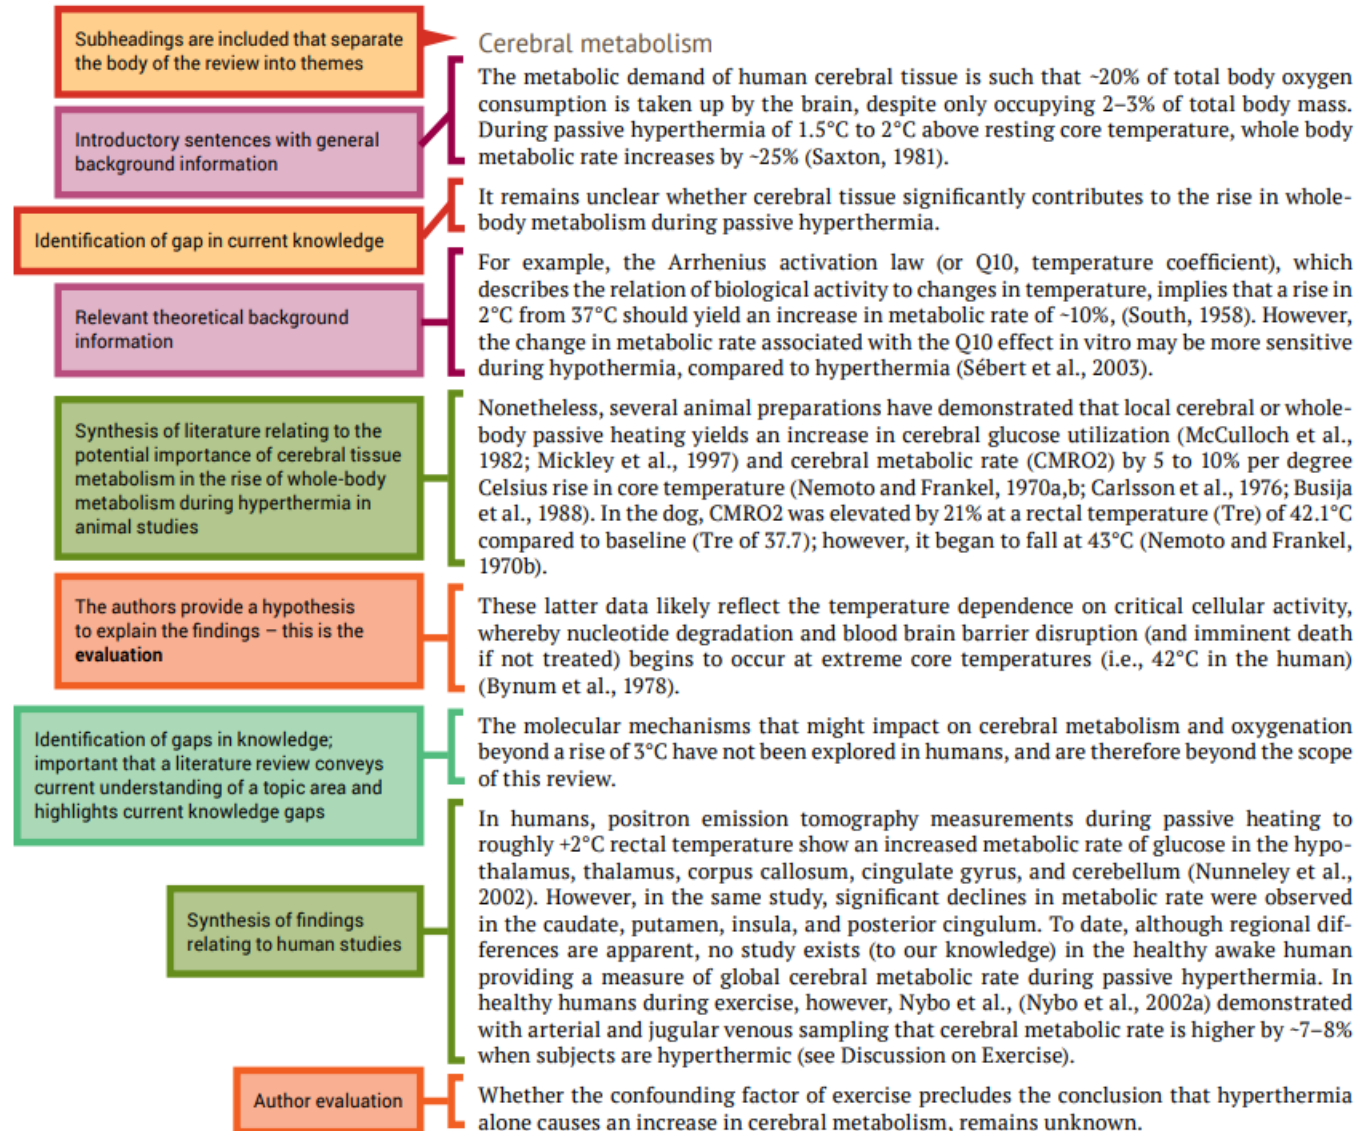 Subheadings are included that separate
the body of the review into themes
Cerebral metabolism
Introductory sentences with general
background information
The metabolic demand of human cerebral tissue is such that ~20% of total body oxygen
consumption is taken up by the brain, despite only occupying 2–3% of total body mass.
During passive hyperthermia of 1.5°C to 2°C above resting core temperature, whole body
metabolic rate increases by ~25% (Saxton, 1981).
Identification of gap in current knowledge
It remains unclear whether cerebral tissue significantly contributes to the rise in whole-
body metabolism during passive hyperthermia.
Relevant theoretical background
information
For example, the Arrhenius activation law (or Q10, temperature coefficient), which
describes the relation of biological activity to changes in temperature, implies that a rise in
2°C from 37°C should yield an increase in metabolic rate of ~10%, (South, 1958). However,
the change in metabolic rate associated with the Q10 effect in vitro may be more sensitive
during hypothermia, compared to hyperthermia (Sébert et al., 2003).
Synthesis of literature relating to the
potential importance of cerebral tissue
metabolism in the rise of whole-body
metabolism during hyperthermia in
animal studies
Nonetheless, several animal preparations have demonstrated that local cerebral or whole-
body passive heating yields an increase in cerebral glucose utilization (McCulloch et al.,
1982; Mickley et al., 1997) and cerebral metabolic rate (CMRO2) by 5 to 10% per degree
Celsius rise in core temperature (Nemoto and Frankel, 1970a,b; Carlsson et al., 1976; Busija
et al., 1988). In the dog, CMRO2 was elevated by 21% at a rectal temperature (Tre) of 42.1°C
compared to baseline (Tre of 37.7); however, it began to fall at 43°C (Nemoto and Frankel,
1970b).
The authors provide a hypothesis
to explain the findings – this is the
evaluation
These latter data likely reflect the temperature dependence on critical cellular activity,
whereby nucleotide degradation and blood brain barrier disruption (and imminent death
if not treated) begins to occur at extreme core temperatures (i.e., 42°C in the human)
(Bynum et al., 1978).
Identification of gaps in knowledge;
important that a literature review conveys
current understanding of a topic area and
highlights current knowledge gaps
The molecular mechanisms that might impact on cerebral metabolism and oxygenation
beyond a rise of 3°C have not been explored in humans, and are therefore beyond the scope
of this review.
Synthesis of findings
relating to human studies
In humans, positron emission tomography measurements during passive heating to
roughly +2°C rectal temperature show an increased metabolic rate of glucose in the hypo-
thalamus, thalamus, corpus callosum, cingulate gyrus, and cerebellum (Nunneley et al.,
2002). However, in the same study, significant declines in metabolic rate were observed
in the caudate, putamen, insula, and posterior cingulum. To date, although regional dif-
ferences are apparent, no study exists (to our knowledge) in the healthy awake human
providing a measure of global cerebral metabolic rate during passive hyperthermia. In
healthy humans during exercise, however, Nybo et al., (Nybo et al., 2002a) demonstrated
with arterial and jugular venous sampling that cerebral metabolic rate is higher by ~7–8%
when subjects are hyperthermic (see Discussion on Exercise).
Author evaluation
Whether the confounding factor of exercise precludes the conclusion that hyperthermia
alone causes an increase in cerebral metabolism, remains unknown.